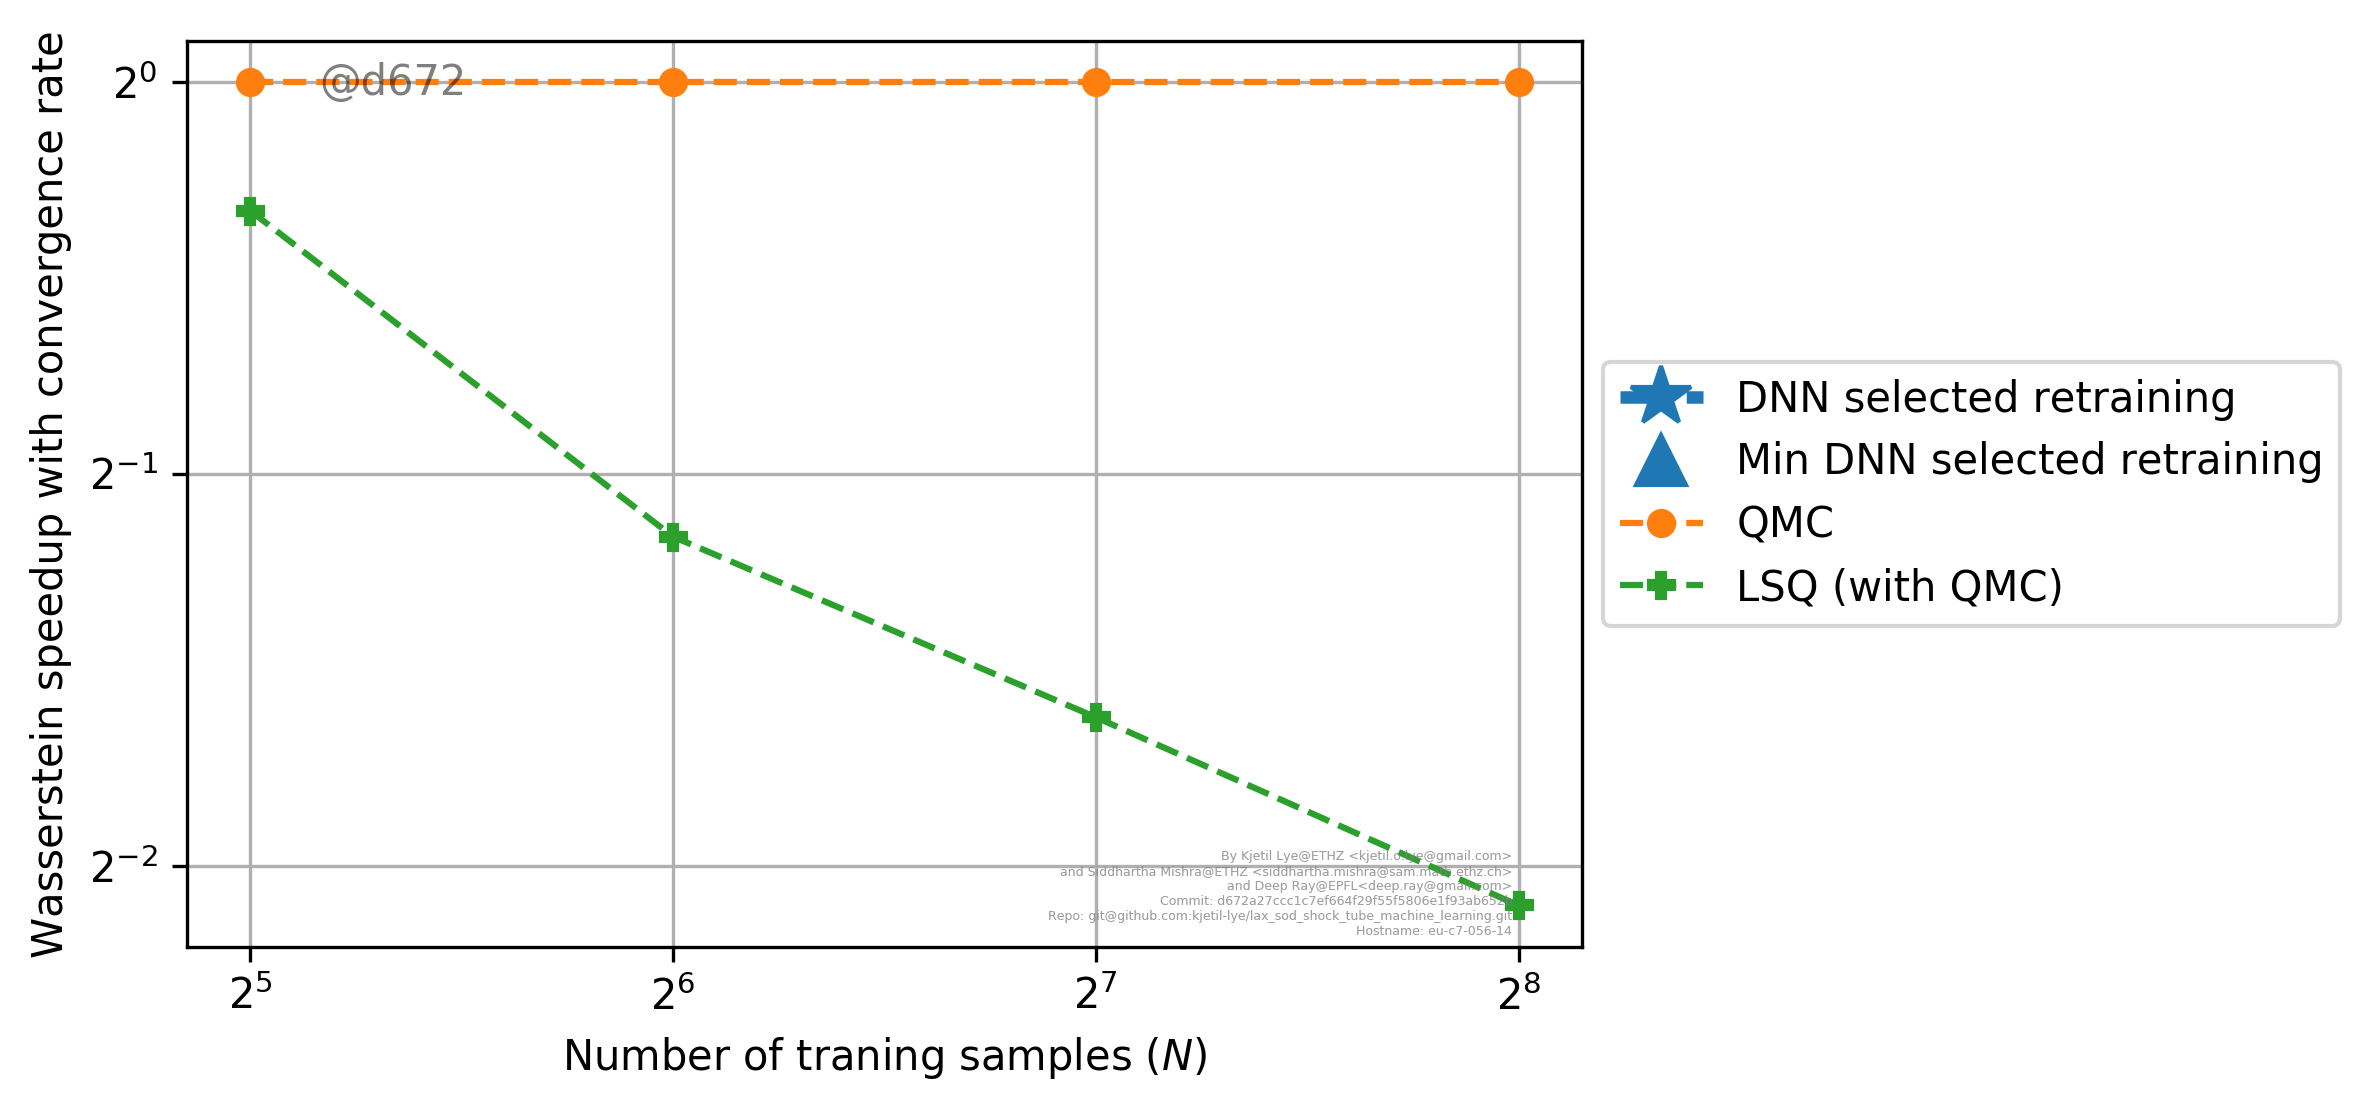 Wasserstein speedup with convergence rate
2^0
2^-1
2^-2
@d672
DNN selected retraining
Min DNN selected retraining
QMC
LSQ (with QMC)
By Kjetil Lye@ETHZ <kjetil.o.lye@gmail.com>
and Siddhartha Mishra@ETHZ <siddhartha.mishra@sam.math.ethz.ch>
and Deep Ray@EPFL<deep.ray@gmail.com>
Commit:
Repo: git@github.com:kjetil-lye/lax_sod_shock_tube_machine_learning.git
Hostname: eu-c7-056-14
2^5 2^6 2^7 2^8
Number of traning samples (N)